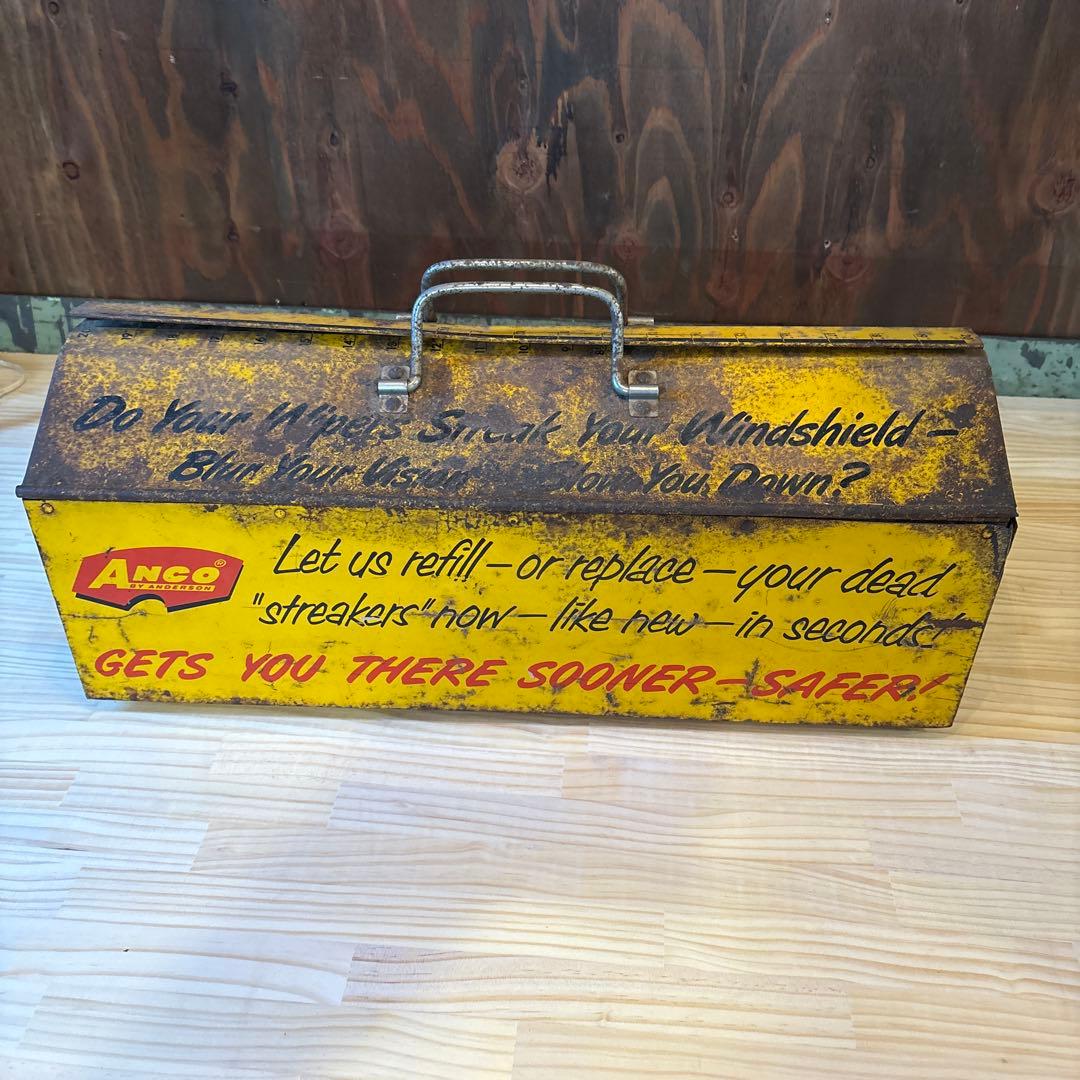 Do Your Wipers Streak Your Windshield –
Blur Your Vision Slow You Down?
ANCO®
BY ANDERSON
Let us refill – or replace – your dead
"streakers" now – like new – in seconds!
GETS YOU THERE SOONER – SAFER!